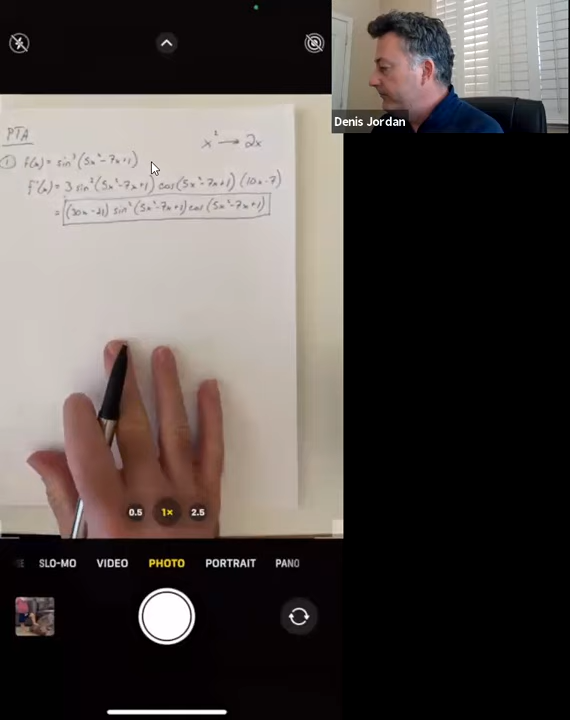 Denis Jordan
PTA
x² → 2x
① f(x) = sin³(5x²-7x+1)
f'(x) = 3 sin²(5x²-7x+1) cos(5x²-7x+1) (10x-7)
= (30x-21) sin²(5x²-7x+1) cos(5x²-7x+1)
0.5 1× 2.5
SLO-MO VIDEO PHOTO PORTRAIT PANO